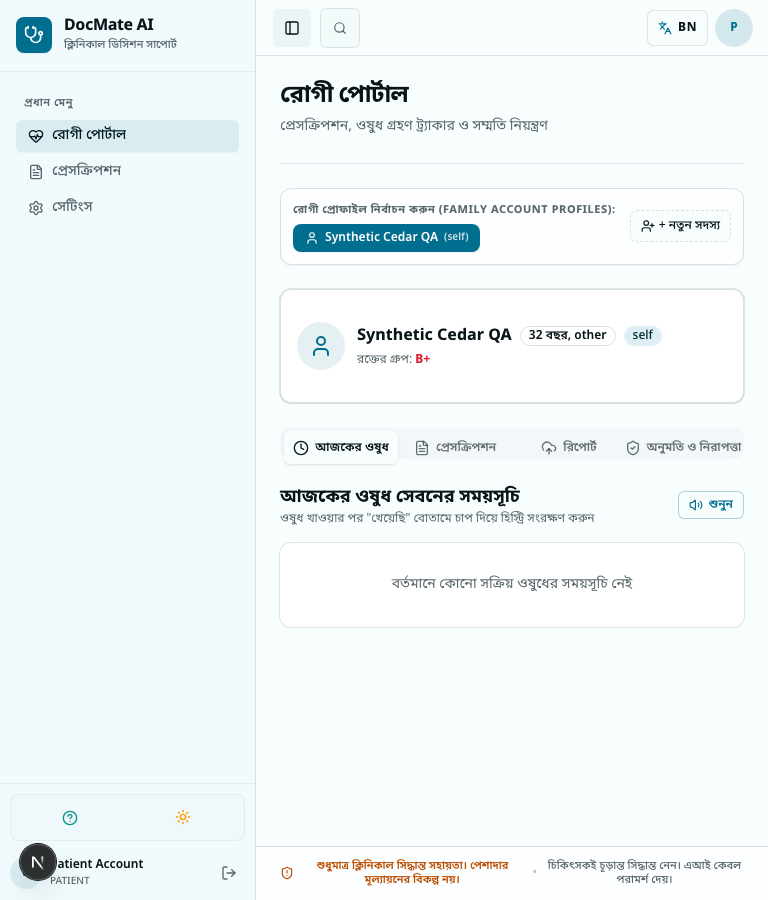 DocMate AI
ক্লিনিকাল ডিসিশন সাপোর্ট
প্রধান মেনু
রোগী পোর্টাল
প্রেসক্রিপশন
সেটিংস
N
atient Account
PATIENT
BN
P
রোগী পোর্টাল
প্রেসক্রিপশন, ওষুধ গ্রহণ ট্র্যাকার ও সম্মতি নিয়ন্ত্রণ
রোগী প্রোফাইল নির্বাচন করুন (FAMILY ACCOUNT PROFILES):
Synthetic Cedar QA (self)
+ নতুন সদস্য
Synthetic Cedar QA 32 বছর, other self
রক্তের গ্রুপ: B+
আজকের ওষুধ প্রেসক্রিপশন রিপোর্ট অনুমতি ও নিরাপত্তা
আজকের ওষুধ সেবনের সময়সূচি
ওষুধ খাওয়ার পর "খেয়েছি" বোতামে চাপ দিয়ে হিস্ট্রি সংরক্ষণ করুন
শুনুন
বর্তমানে কোনো সক্রিয় ওষুধের সময়সূচি নেই
শুধুমাত্র ক্লিনিকাল সিদ্ধান্ত সহায়তা। পেশাদার
মূল্যায়নের বিকল্প নয়।
•
চিকিৎসকই চূড়ান্ত সিদ্ধান্ত নেন। এআই কেবল
পরামর্শ দেয়।